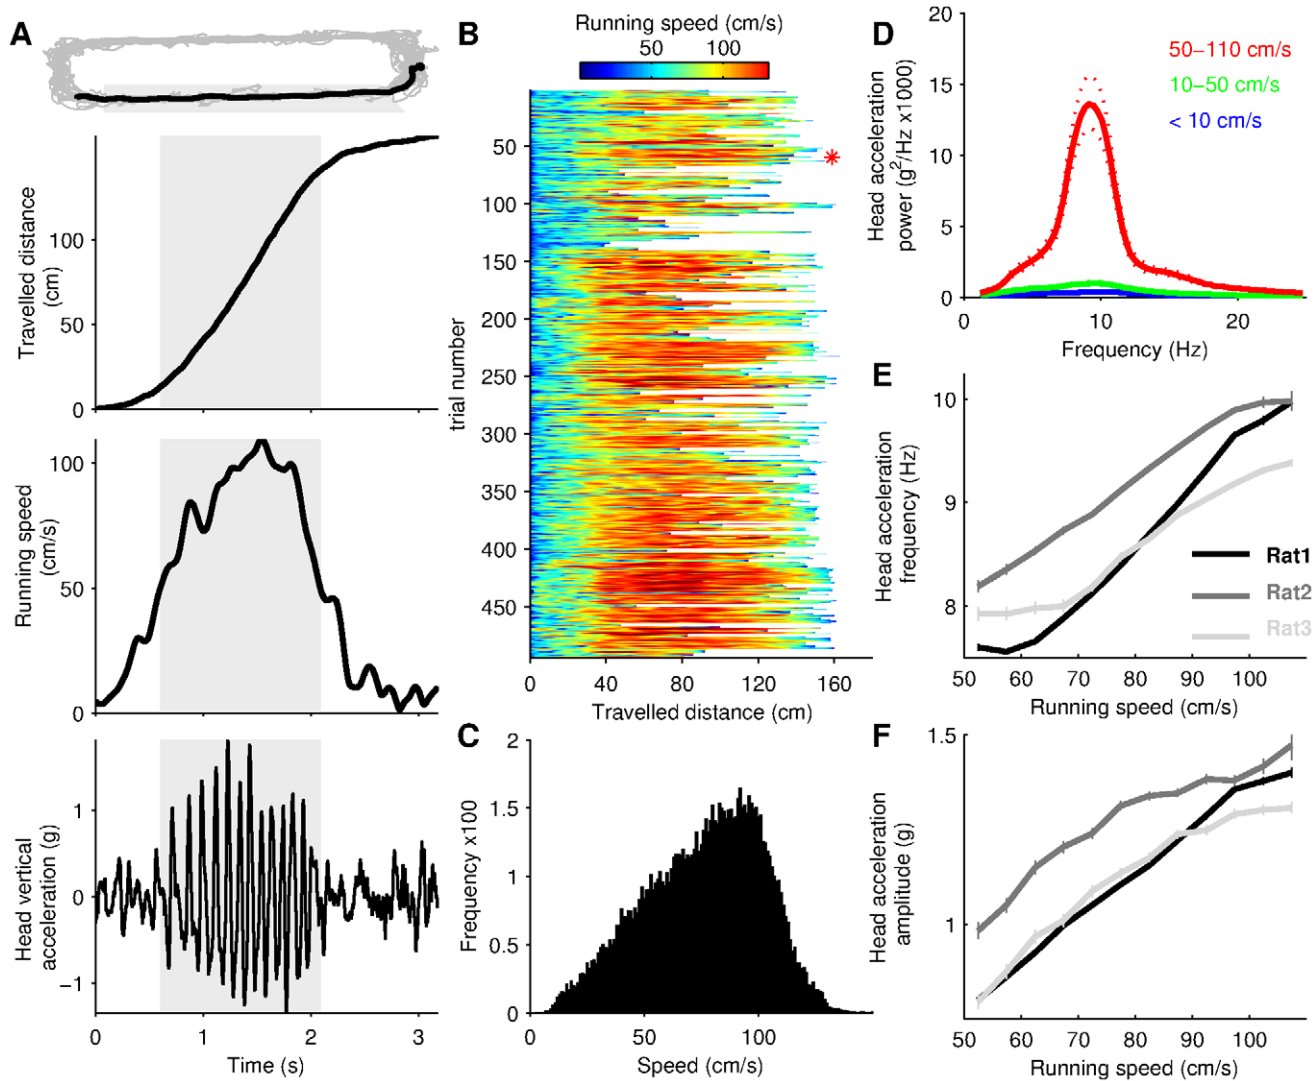 A
Travelled distance
(cm)
100
50
0
Running speed
(cm/s)
100
50
0
Head vertical
acceleration (g)
1
0
−1
0 1 2 3
Time (s)
B
Running speed (cm/s)
50 100
trial number
50
100
150
200
250
300
350
400
450
0 40 80 120 160
Travelled distance (cm)
*
C
Frequency x100
2
1.5
1
0.5
0
0 50 100
Speed (cm/s)
D
Head acceleration
power (g²/Hz x1000)
20
15
10
5
0
50−110 cm/s
10−50 cm/s
< 10 cm/s
0 10 20
Frequency (Hz)
E
Head acceleration
frequency (Hz)
10
9
8
Rat1
Rat2
Rat3
50 60 70 80 90 100
Running speed (cm/s)
F
Head acceleration
amplitude (g)
1.5
1
50 60 70 80 90 100
Running speed (cm/s)